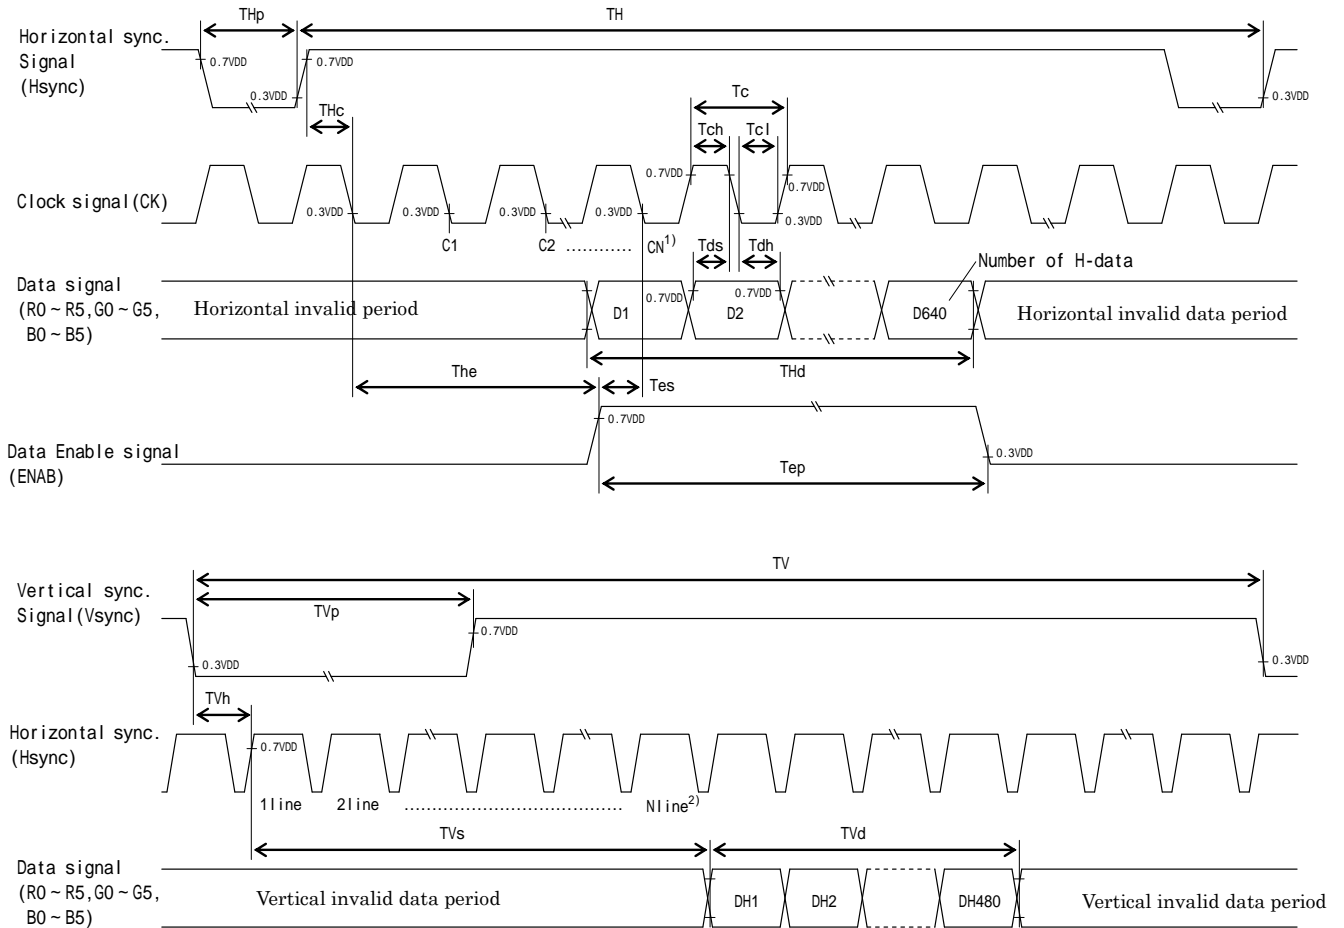 THp
TH
Horizontal sync.
Signal
(Hsync)
0.7VDD
0.7VDD
0.3VDD
0.3VDD
THc
Tc
Tch
Tcl
Clock signal(CK)
0.7VDD
0.7VDD
0.3VDD
0.3VDD
0.3VDD
0.3VDD
0.3VDD
C1
C2
............
CN1)
Tds
Tdh
Number of H-data
Data signal
(R0~R5,G0~G5,
B0~B5)
Horizontal invalid period
0.7VDD
0.7VDD
D1
D2
D640
Horizontal invalid data period
The
Tes
THd
0.7VDD
Data Enable signal
(ENAB)
0.3VDD
Tep
TV
Vertical sync.
Signal(Vsync)
TVp
0.7VDD
0.3VDD
0.3VDD
TVh
Horizontal sync.
(Hsync)
0.7VDD
1line
2line
.......................................
Nline2)
TVs
TVd
Data signal
(R0~R5,G0~G5,
B0~B5)
Vertical invalid data period
DH1
DH2
DH480
Vertical invalid data period